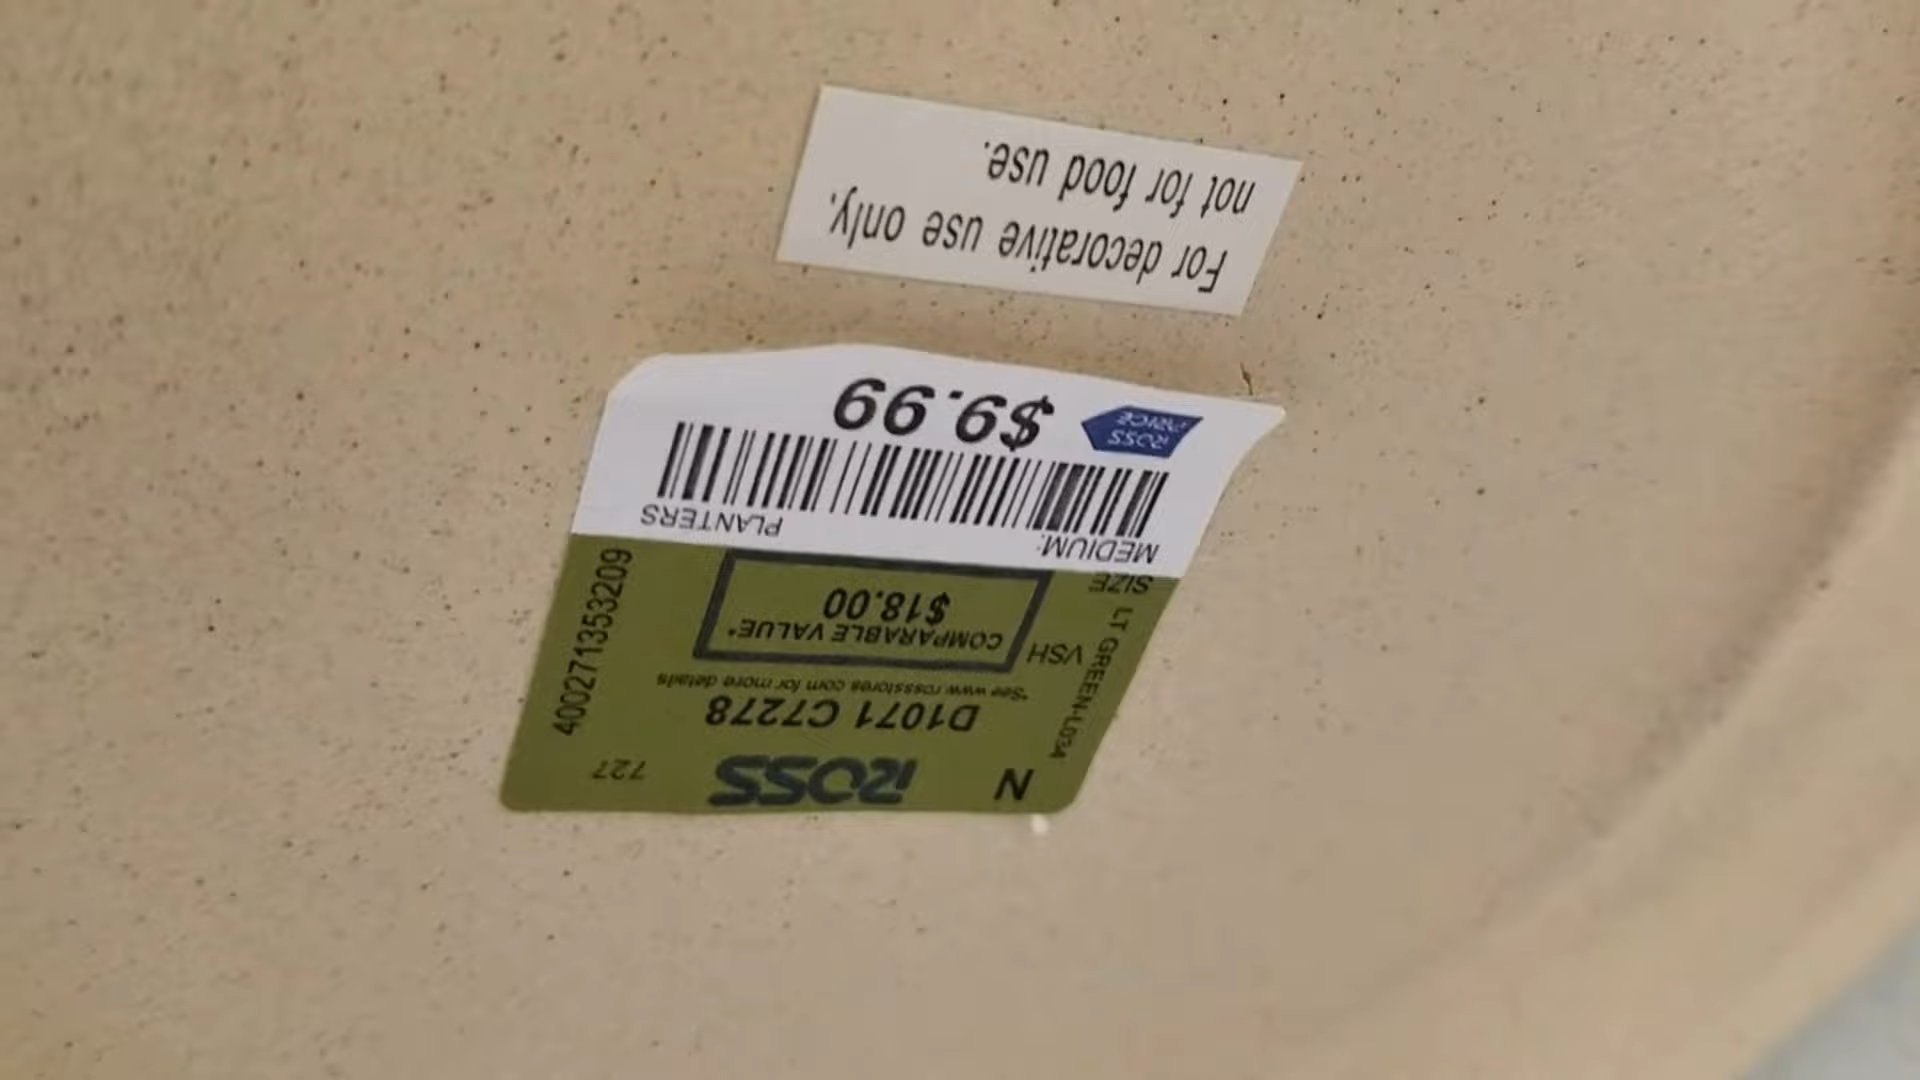 ROSS
N
727
D1071 C7278
*See www.rossstores.com for more details
COMPARABLE VALUE*
$18.00
VSH
LT GREEN-L034
400271353209
SIZE
MEDIUM
PLANTERS
$9.99
ROSS
PRICE
For decorative use only,
not for food use.